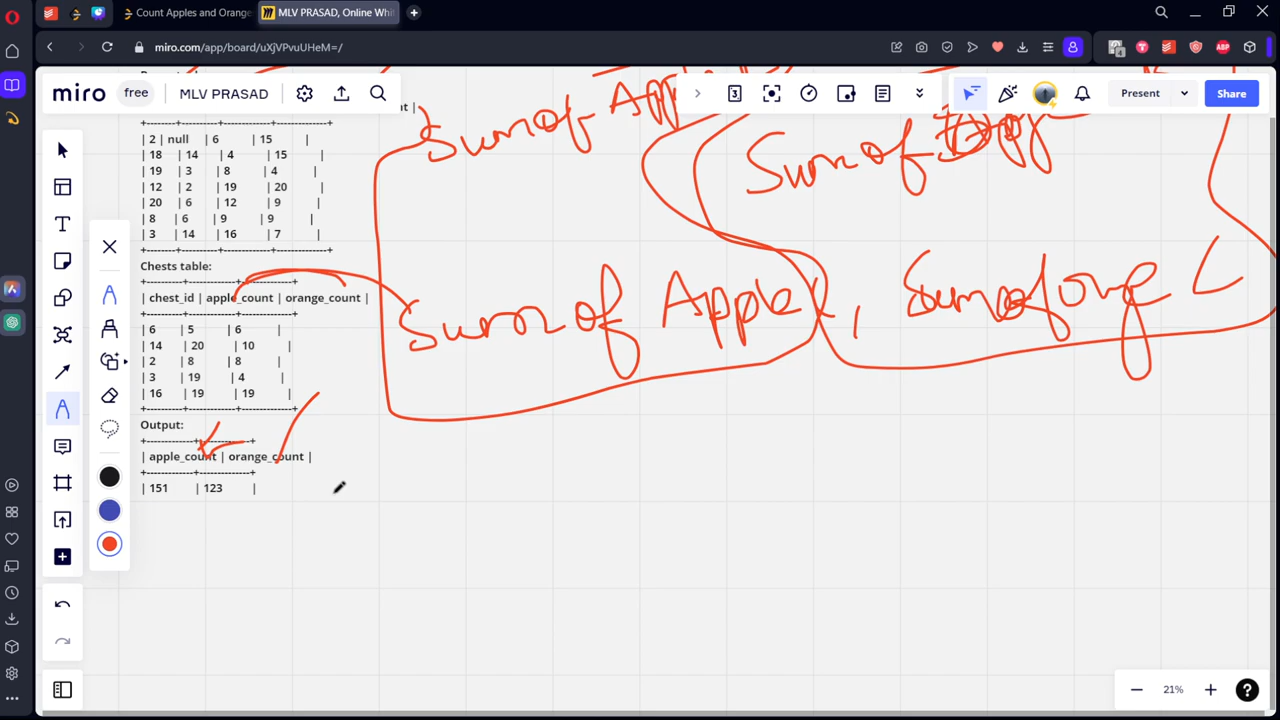 Count Apples and Orange
MLV PRASAD, Online Whi
miro.com/app/board/uXjVPvuUHeM=/
miro
free
MLV PRASAD
3
Present
Share
+--------+--------+-------------+--------------+
| 2 | null | 6 | 15 |
| 18 | 14 | 4 | 15 |
| 19 | 3 | 8 | 4 |
| 12 | 2 | 19 | 20 |
| 20 | 6 | 12 | 9 |
| 8 | 6 | 9 | 9 |
| 3 | 14 | 16 | 7 |
+--------+--------+-------------+--------------+
Chests table:
+----------+-------------+--------------+
| chest_id | apple_count | orange_count |
+----------+-------------+--------------+
| 6 | 5 | 6 |
| 14 | 20 | 10 |
| 2 | 8 | 8 |
| 3 | 19 | 4 |
| 16 | 19 | 19 |
+----------+-------------+--------------+
Output:
+-------------+--------------+
| apple_count | orange_count |
+-------------+--------------+
| 151 | 123 |
Sum of Apple
Sum of
Sum of Apple ,
21%